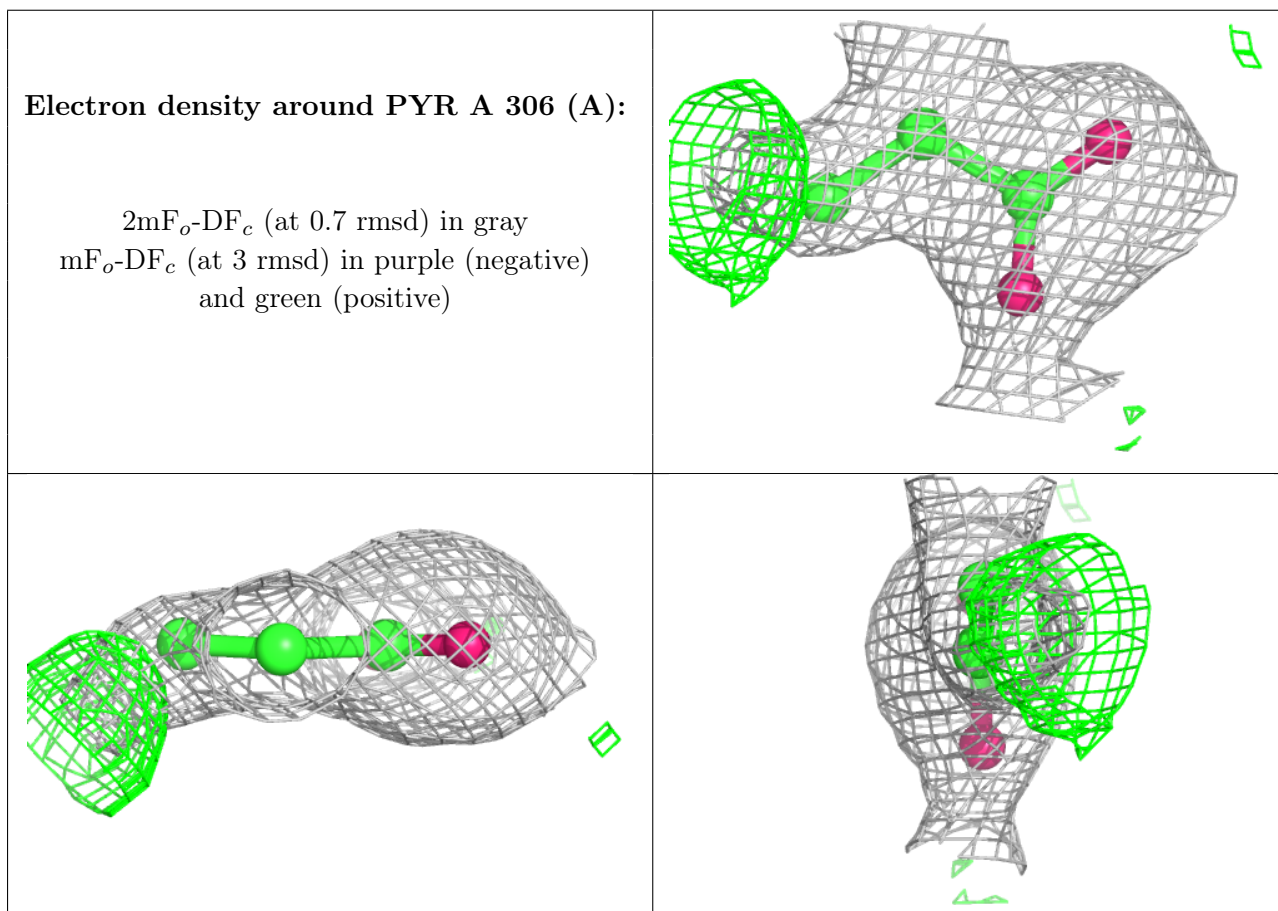 Electron density around PYR A 306 (A):
2mFo-DFc (at 0.7 rmsd) in gray
mFo-DFc (at 3 rmsd) in purple (negative)
and green (positive)